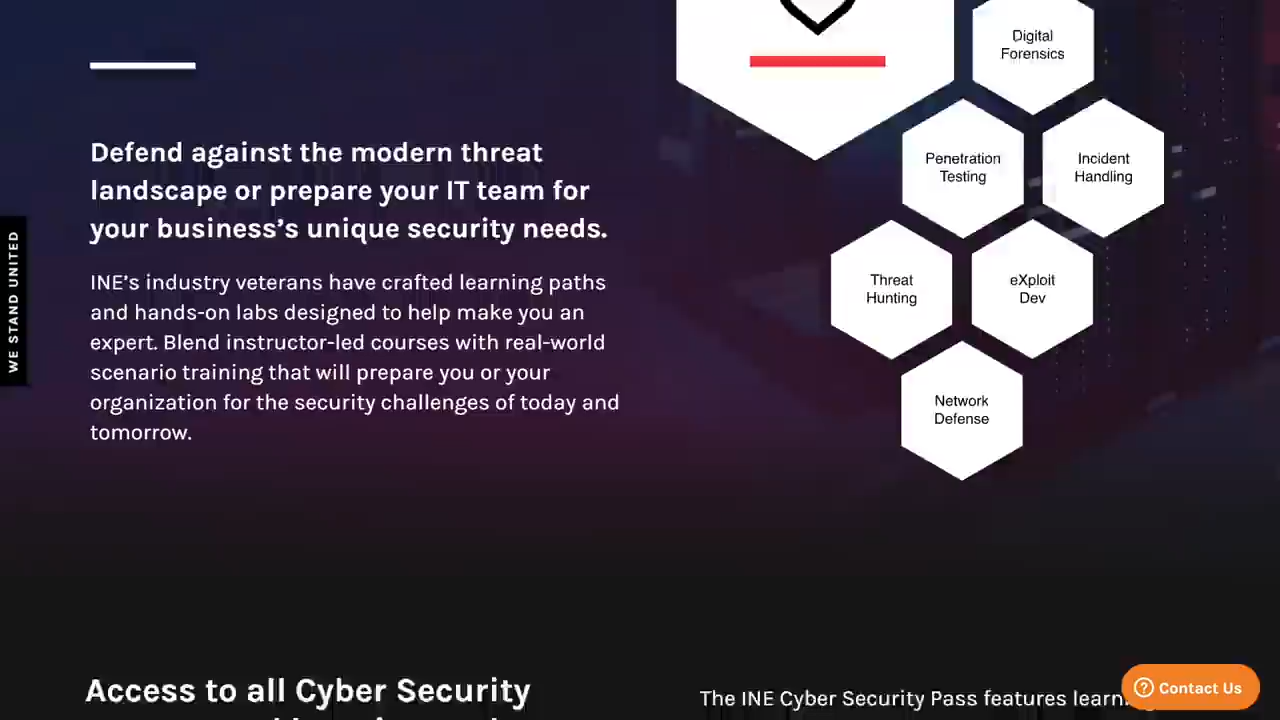 WE STAND UNITED
Defend against the modern threat
landscape or prepare your IT team for
your business’s unique security needs.
INE’s industry veterans have crafted learning paths
and hands-on labs designed to help make you an
expert. Blend instructor-led courses with real-world
scenario training that will prepare you or your
organization for the security challenges of today and
tomorrow.
Digital
Forensics
Penetration
Testing
Incident
Handling
Threat
Hunting
eXploit
Dev
Network
Defense
Access to all Cyber Security
The INE Cyber Security Pass features
Contact Us